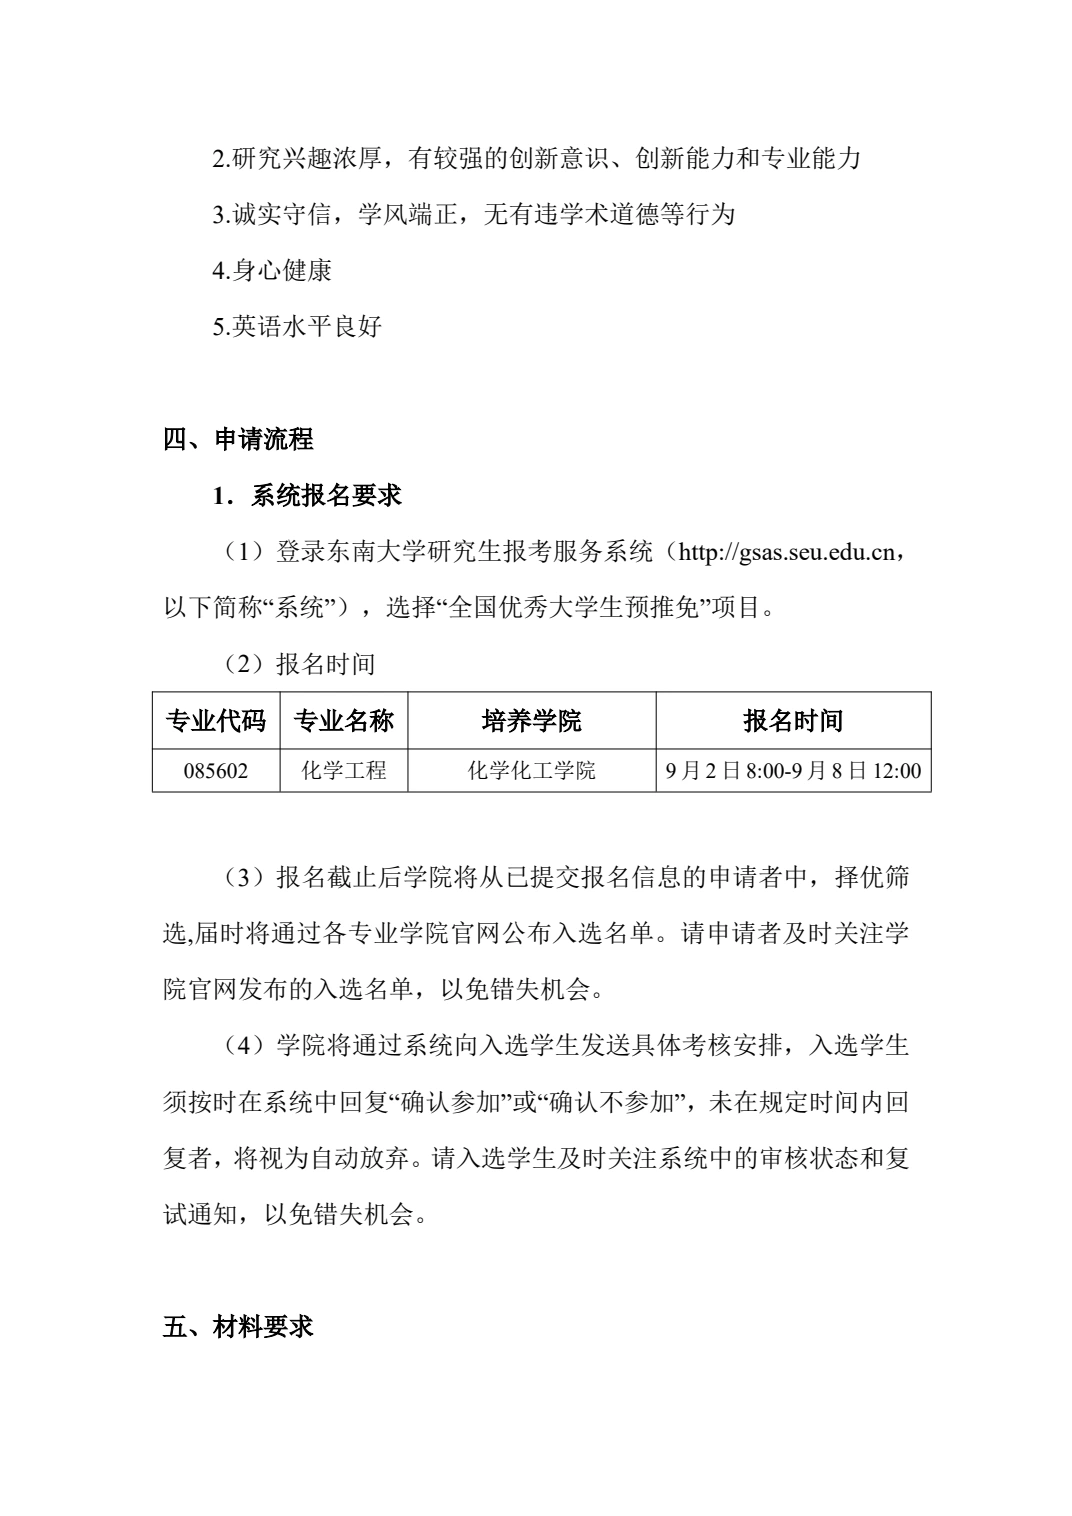 2.研究兴趣浓厚，有较强的创新意识、创新能力和专业能力
3.诚实守信，学风端正，无有违学术道德等行为
4.身心健康
5.英语水平良好
四、申请流程
1．系统报名要求
（1）登录东南大学研究生报考服务系统（http://gsas.seu.edu.cn，
以下简称“系统”），选择“全国优秀大学生预推免”项目。
（2）报名时间
专业代码 专业名称 培养学院 报名时间
085602 化学工程 化学化工学院 9月2日8:00-9月8日12:00
（3）报名截止后学院将从已提交报名信息的申请者中，择优筛
选,届时将通过各专业学院官网公布入选名单。请申请者及时关注学
院官网发布的入选名单，以免错失机会。
（4）学院将通过系统向入选学生发送具体考核安排，入选学生
须按时在系统中回复“确认参加”或“确认不参加”，未在规定时间内回
复者，将视为自动放弃。请入选学生及时关注系统中的审核状态和复
试通知，以免错失机会。
五、材料要求